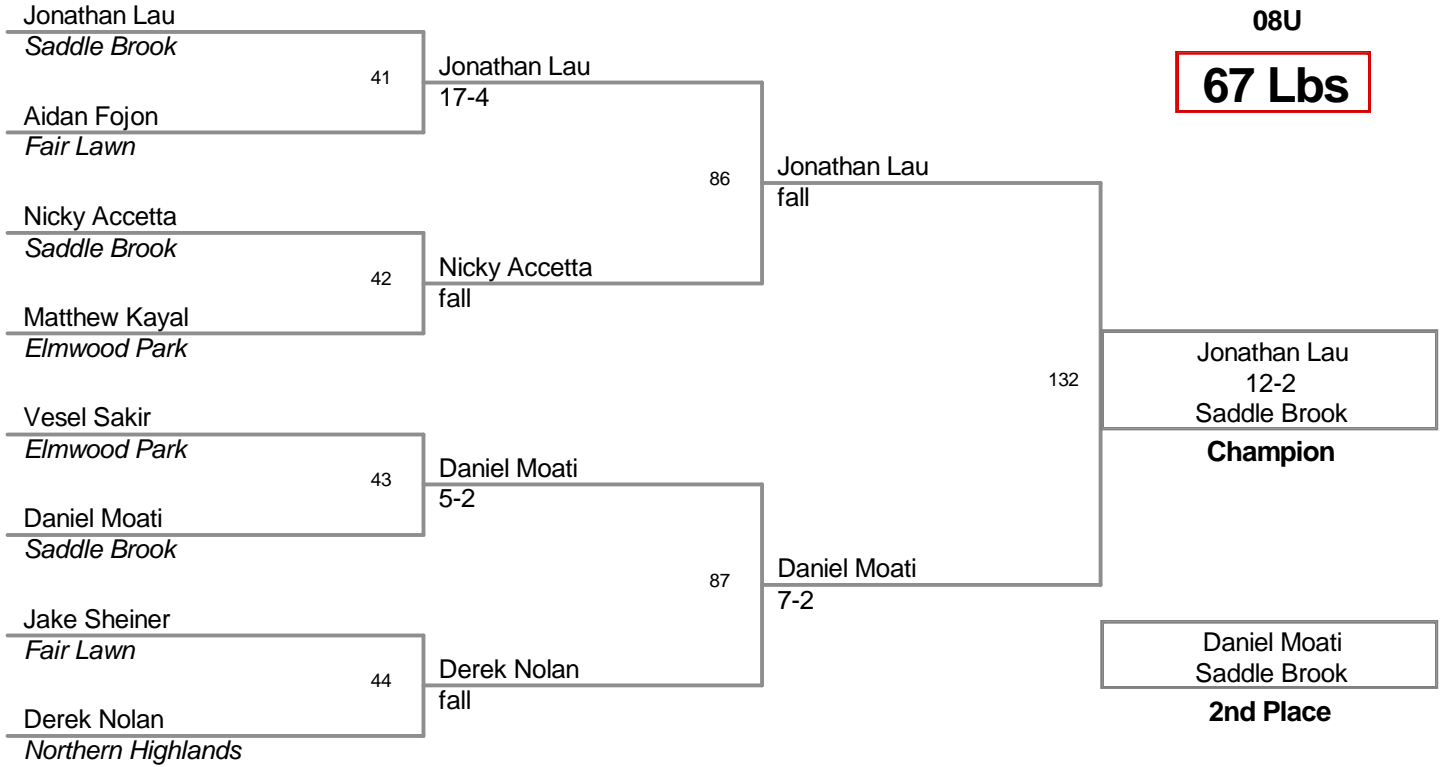 Jonathan Lau
Saddle Brook
41
Aidan Fojon
Fair Lawn
Jonathan Lau
17-4
Nicky Accetta
Saddle Brook
42
Matthew Kayal
Elmwood Park
Nicky Accetta
fall
86
Jonathan Lau
fall
Vesel Sakir
Elmwood Park
43
Daniel Moati
Saddle Brook
Daniel Moati
5-2
Jake Sheiner
Fair Lawn
44
Derek Nolan
Northern Highlands
Derek Nolan
fall
87
Daniel Moati
7-2
132
08U
67 Lbs
Jonathan Lau
12-2
Saddle Brook
Champion
Daniel Moati
Saddle Brook
2nd Place